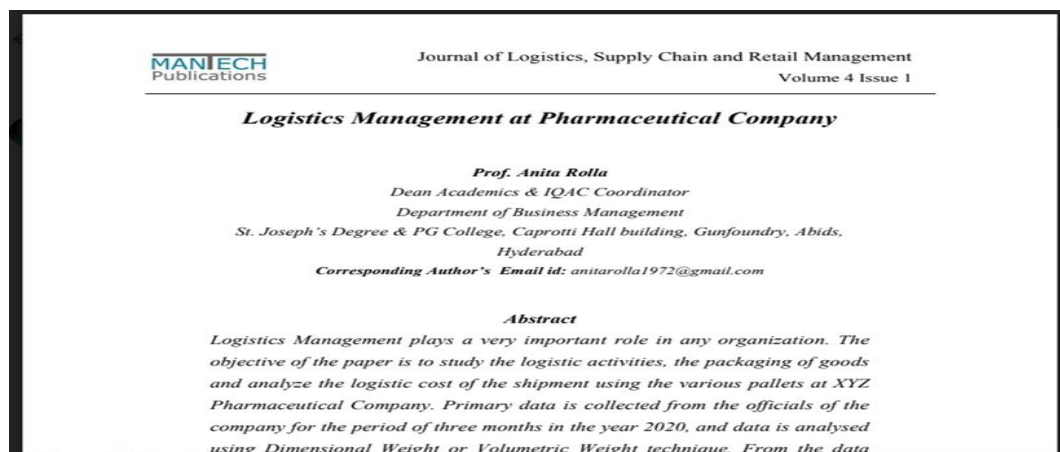 MANTECH
Publications
Journal of Logistics, Supply Chain and Retail Management
Volume 4 Issue 1
Logistics Management at Pharmaceutical Company
Prof. Anita Rolla
Dean Academics & IQAC Coordinator
Department of Business Management
St. Joseph's Degree & PG College, Caprotti Hall building, Gunfoundry, Abids,
Hyderabad
Corresponding Author's Email id: anitarolla1972@gmail.com
Abstract
Logistics Management plays a very important role in any organization. The
objective of the paper is to study the logistic activities, the packaging of goods
and analyze the logistic cost of the shipment using the various pallets at XYZ
Pharmaceutical Company. Primary data is collected from the officials of the
company for the period of three months in the year 2020, and data is analysed
using Dimensional Weight or Volumetric Weight technique. From the data